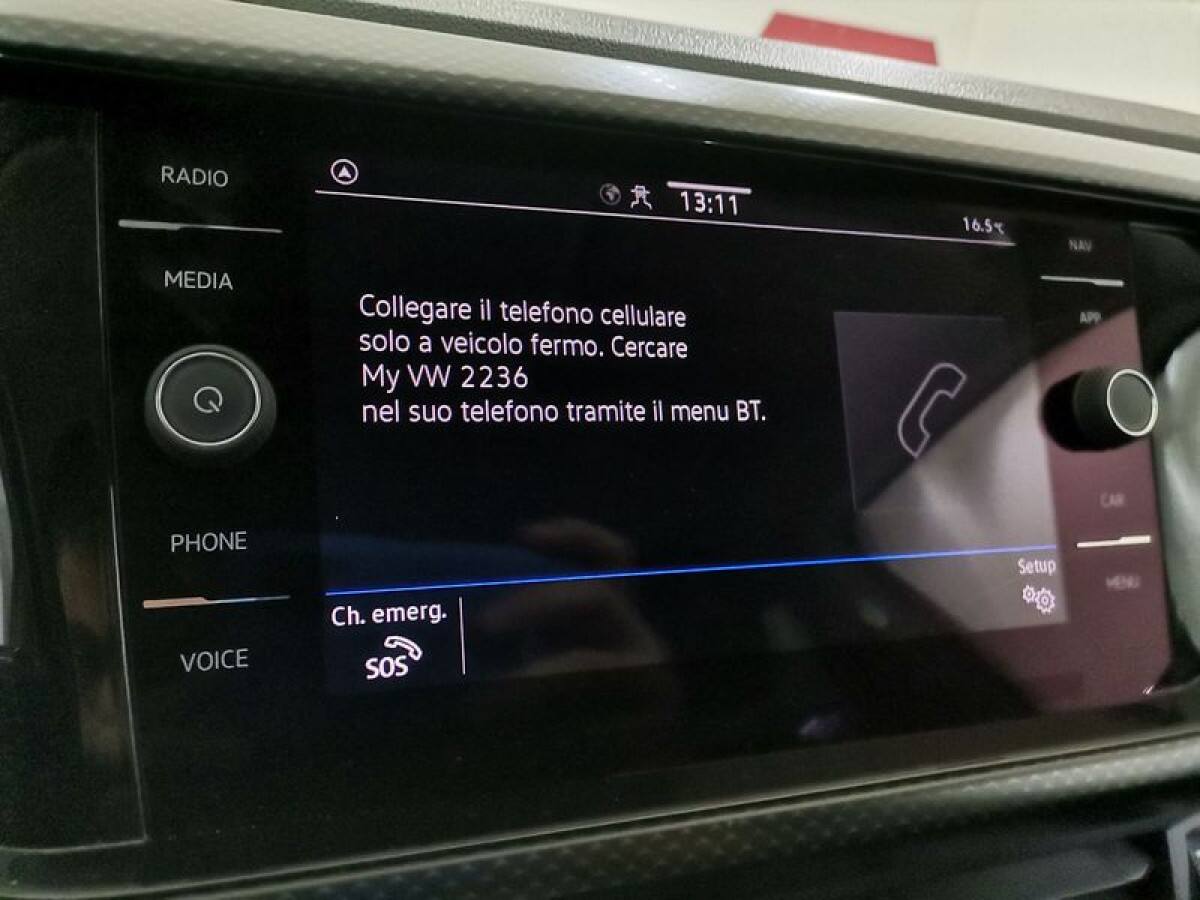 RADIO
MEDIA
PHONE
VOICE
13:11
16.5°C
Collegare il telefono cellulare
solo a veicolo fermo. Cercare
My VW 2236
nel suo telefono tramite il menu BT.
Ch. emerg.
SOS
Setup
NAV
APP
CAR
MENU